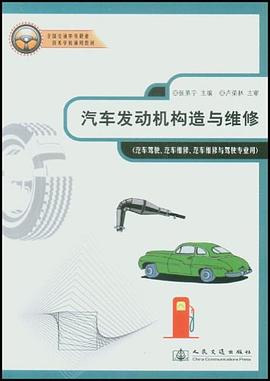 全国交通中等职业
技术学校通用教材
张弟宁 主编
卢荣林 主审
汽车发动机构造与维修
(汽车驾驶、汽车维修、汽车维修与驾驶专业用)
人民交通出版社
China Communications Press